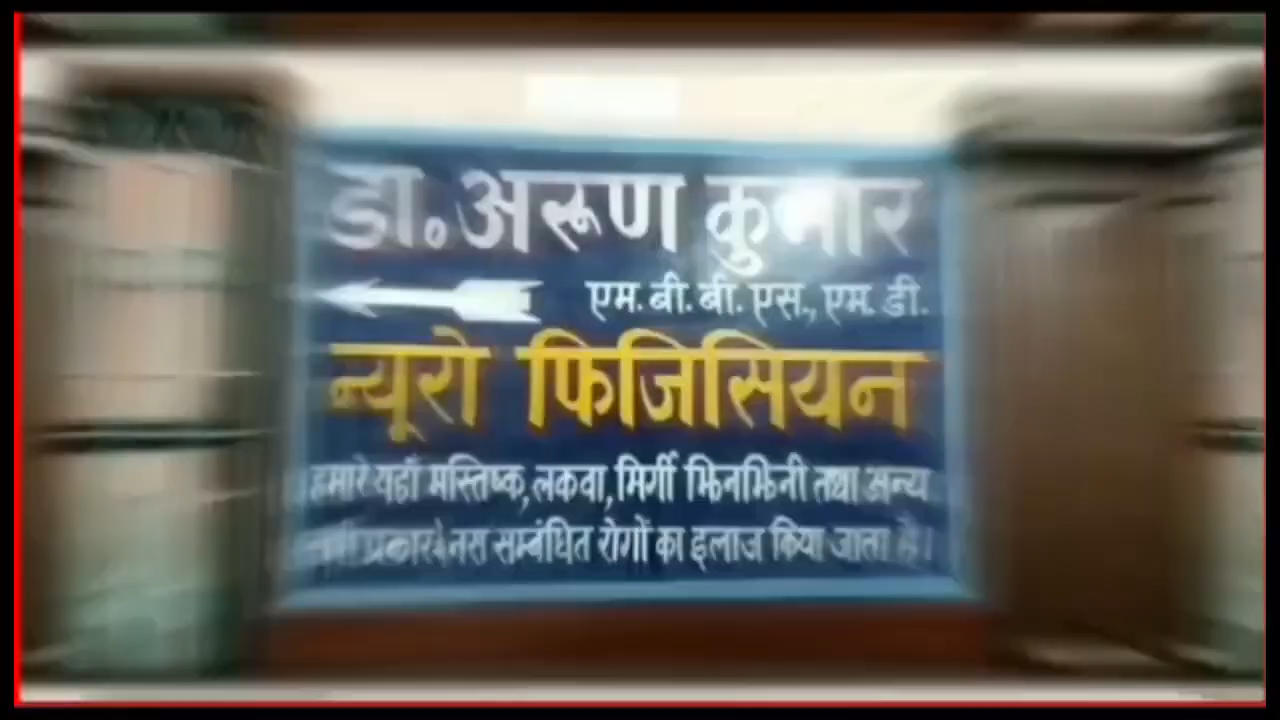 डा. अरूण कुमार
एम. बी. बी. एस., एम. डी.
न्यूरो फिजिसियन
हमारे यहाँ मस्तिष्क, लकवा, मिर्गी झिनझिनी तथा अन्य
प्रकार के नस सम्बंधित रोगों का इलाज किया जाता है।